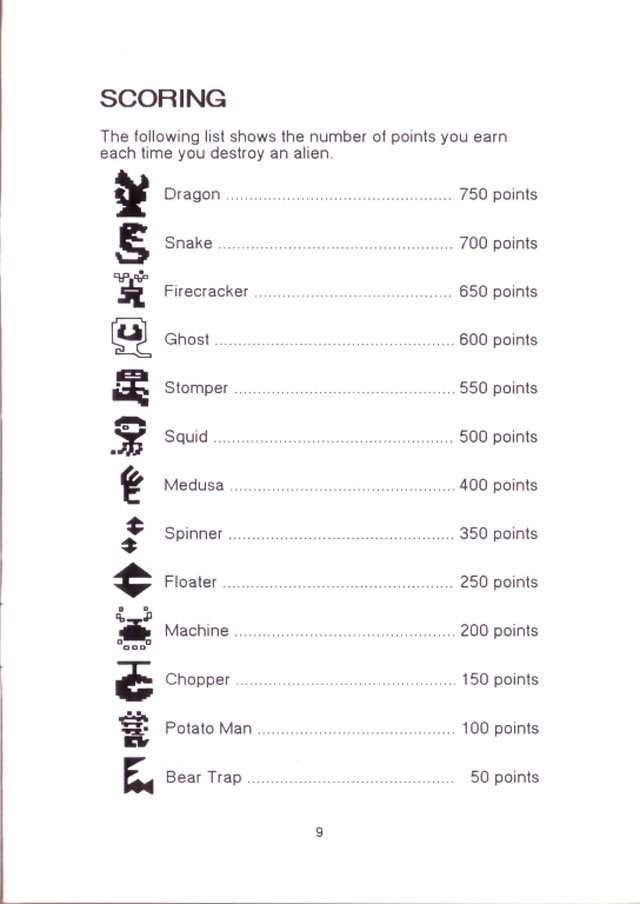 SCORING
The following list shows the number of points you earn
each time you destroy an alien.
Dragon ................................................ 750 points
Snake .................................................. 700 points
Firecracker .......................................... 650 points
Ghost ................................................... 600 points
Stomper ............................................... 550 points
Squid ................................................... 500 points
Medusa ................................................ 400 points
Spinner ................................................ 350 points
Floater ................................................. 250 points
Machine ............................................... 200 points
Chopper ............................................... 150 points
Potato Man .......................................... 100 points
Bear Trap ............................................ 50 points
9